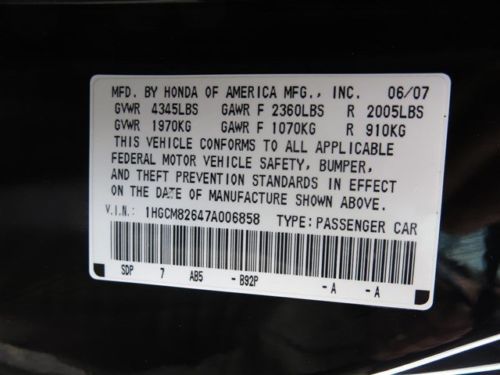 MFD. BY HONDA OF AMERICA MFG., INC. 06/07
GVWR 4345LBS GAWR F 2360LBS R 2005LBS
GVWR 1970KG GAWR F 1070KG R 910KG
THIS VEHICLE CONFORMS TO ALL APPLICABLE
FEDERAL MOTOR VEHICLE SAFETY, BUMPER,
AND THEFT PREVENTION STANDARDS IN EFFECT
ON THE DATE OF MANUFACTURE SHOWN ABOVE.
V.I.N.: 1HGCM82647A006858 TYPE: PASSENGER CAR
SDP 7 AB5 - B92P - A - A